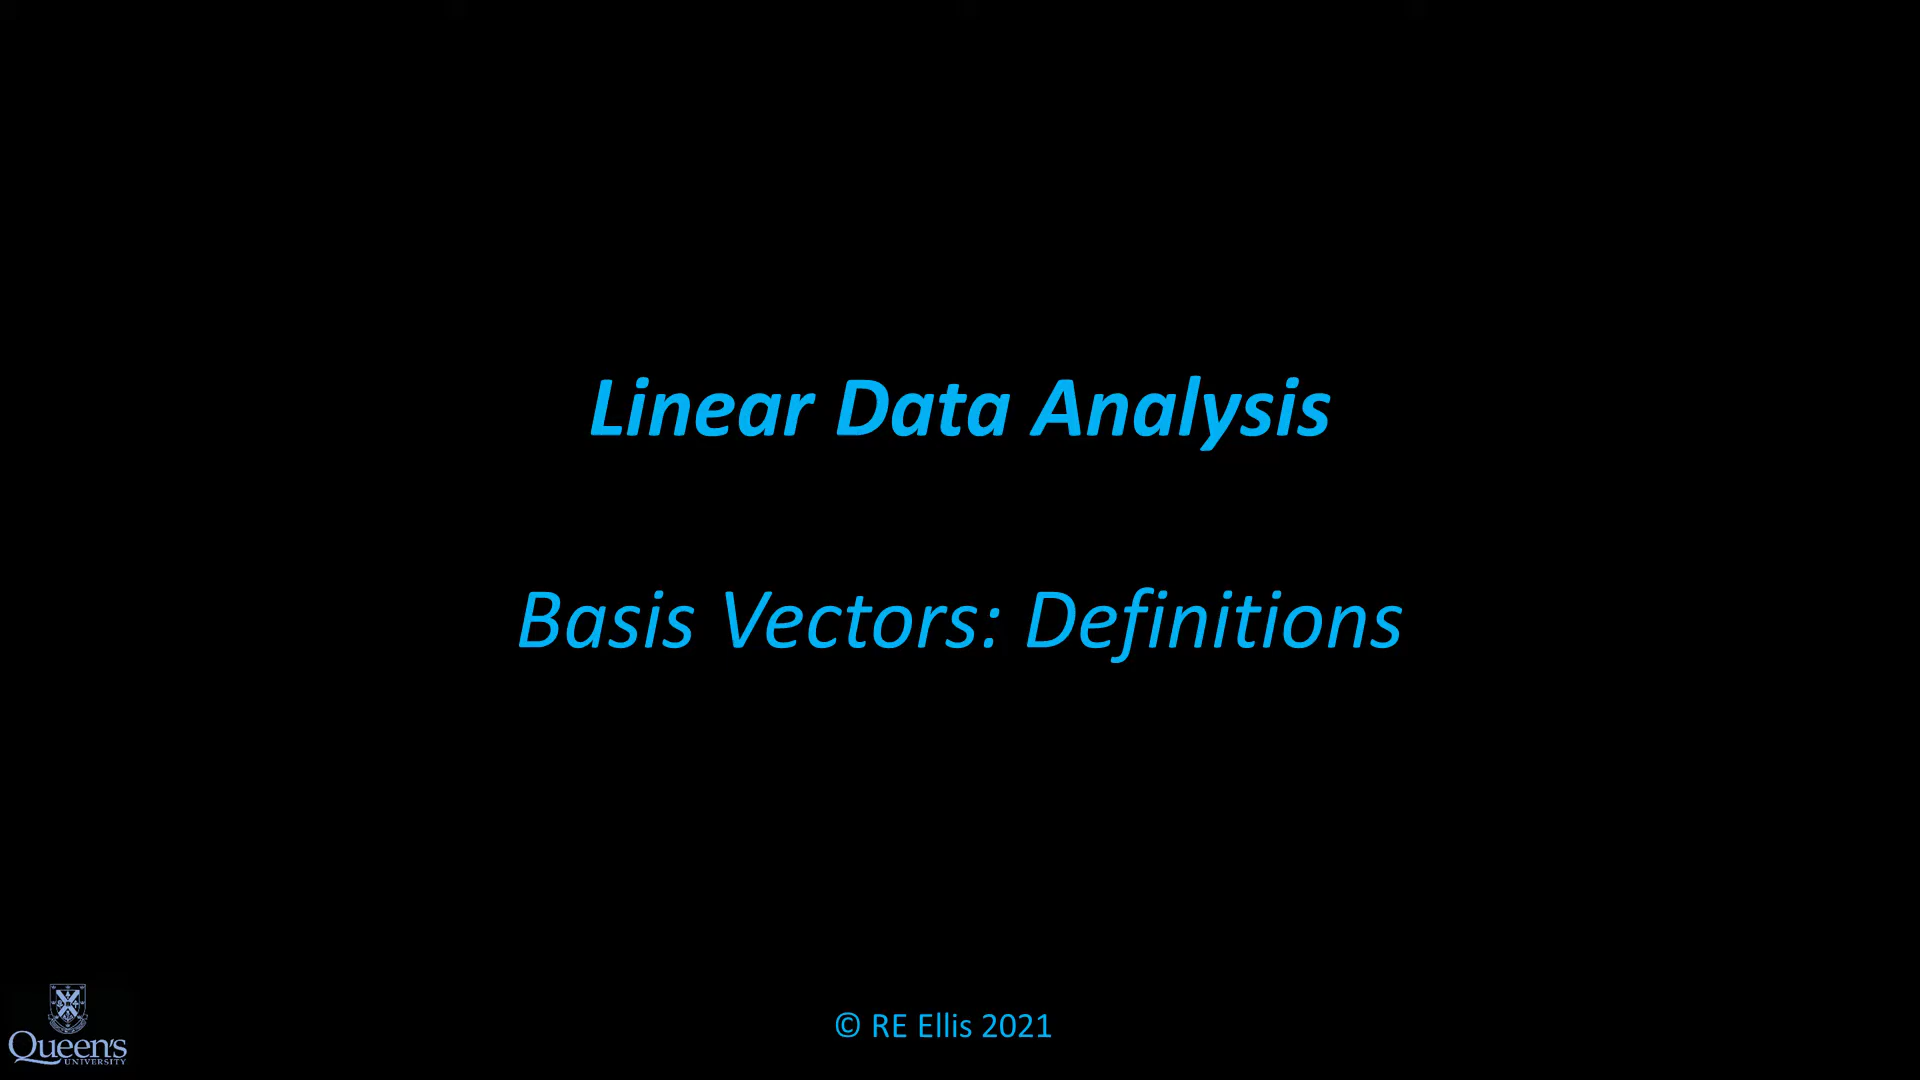 Linear Data Analysis
Basis Vectors: Definitions
© RE Ellis 2021
Queen's
UNIVERSITY